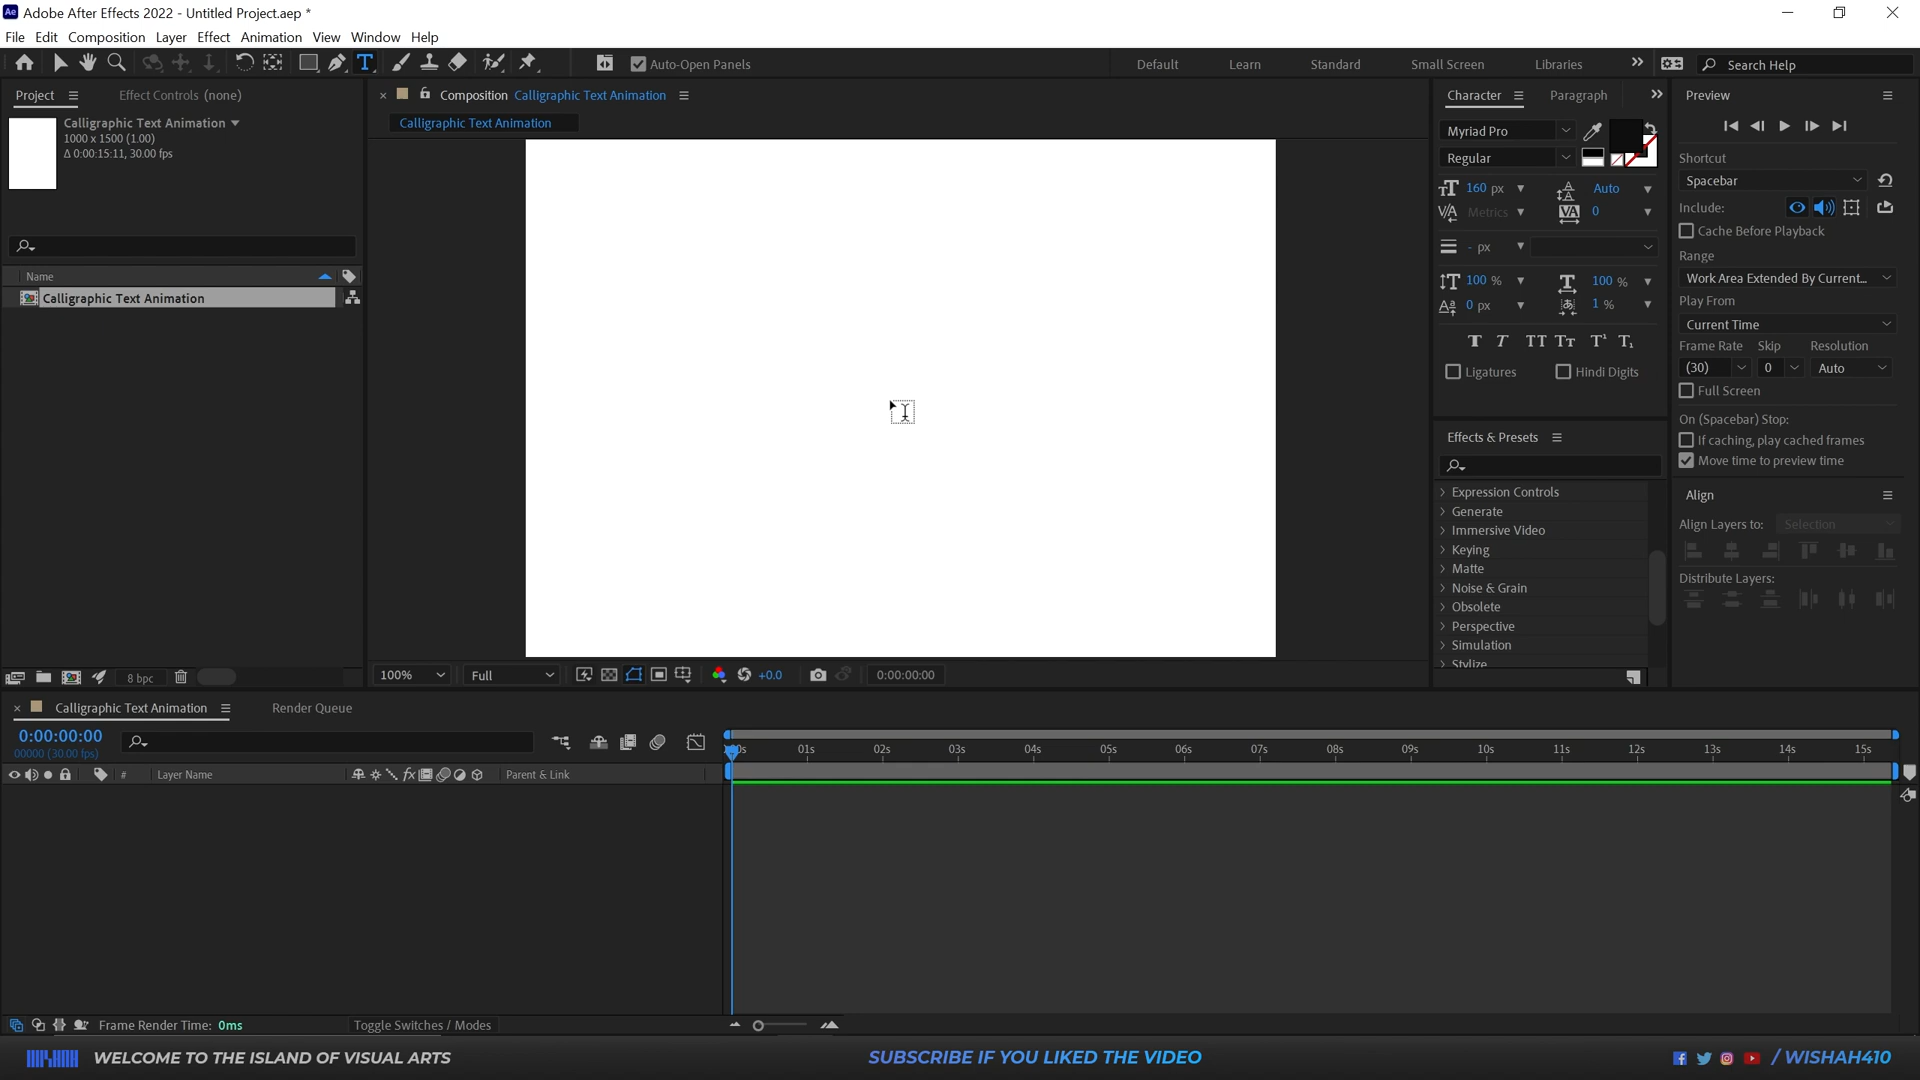 Ae Adobe After Effects 2022 - Untitled Project.aep *
File Edit Composition Layer Effect Animation View Window Help
T Auto-Open Panels Default Learn Standard Small Screen Libraries Search Help
Project Effect Controls (none)
Calligraphic Text Animation
1000 x 1500 (1.00)
Δ 0:00:15:11, 30.00 fps
Name
Calligraphic Text Animation
8 bpc
Composition Calligraphic Text Animation
Calligraphic Text Animation
100% Full +0.0 0:00:00:00
Character Paragraph
Myriad Pro
Regular
160 px Auto
Metrics 0
- px
100 % 100 %
0 px 1 %
T T TT Tт T¹ T₁
Ligatures Hindi Digits
Effects & Presets
Expression Controls
Generate
Immersive Video
Keying
Matte
Noise & Grain
Obsolete
Perspective
Simulation
Stylize
Preview
Shortcut
Spacebar
Include:
Cache Before Playback
Range
Work Area Extended By Current...
Play From
Current Time
Frame Rate Skip Resolution
(30) 0 Auto
Full Screen
On (Spacebar) Stop:
If caching, play cached frames
Move time to preview time
Align
Align Layers to: Selection
Distribute Layers:
Calligraphic Text Animation Render Queue
0:00:00:00
00000 (30.00 fps)
# Layer Name fx Parent & Link
0s 01s 02s 03s 04s 05s 06s 07s 08s 09s 10s 11s 12s 13s 14s 15s
Frame Render Time: 0ms Toggle Switches / Modes
WELCOME TO THE ISLAND OF VISUAL ARTS SUBSCRIBE IF YOU LIKED THE VIDEO / WISHAH410